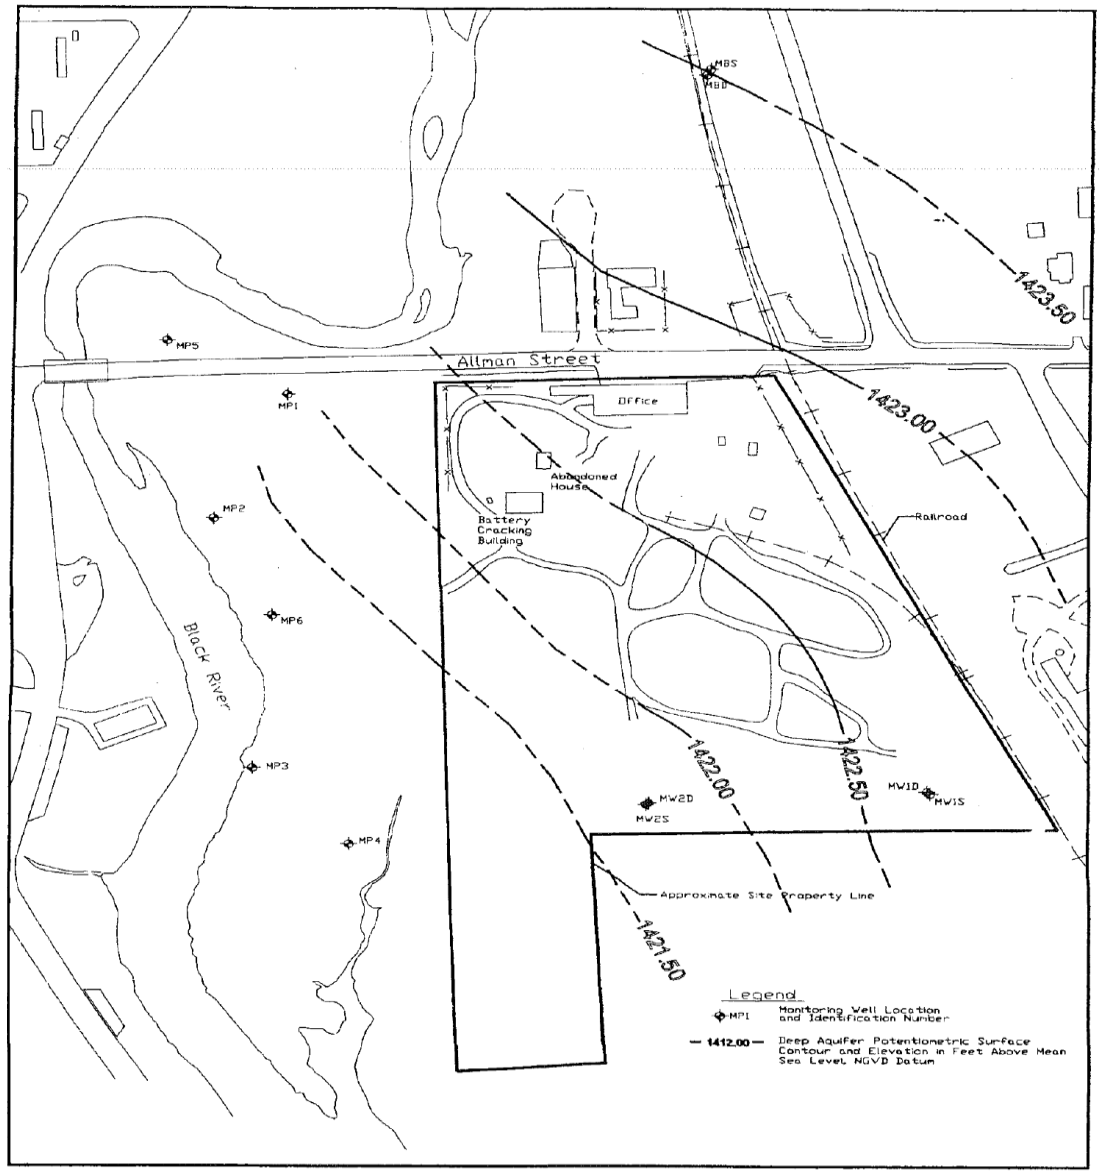 MBS
MBD
1423.50
MP5
Allman Street
MP1
Office
1423.00
Abandoned
House
MP2
Battery
Cracking
Building
Railroad
MP6
Black River
MP3
1422.00
1422.50
MW1D
MW1S
MW2D
MW2S
MP4
Approximate Site Property Line
1421.50
Legend
MP1
Monitoring Well Location
and Identification Number
1412.00
Deep Aquifer Potentiometric Surface
Contour and Elevation in Feet Above Mean
Sea Level NGVD Datum